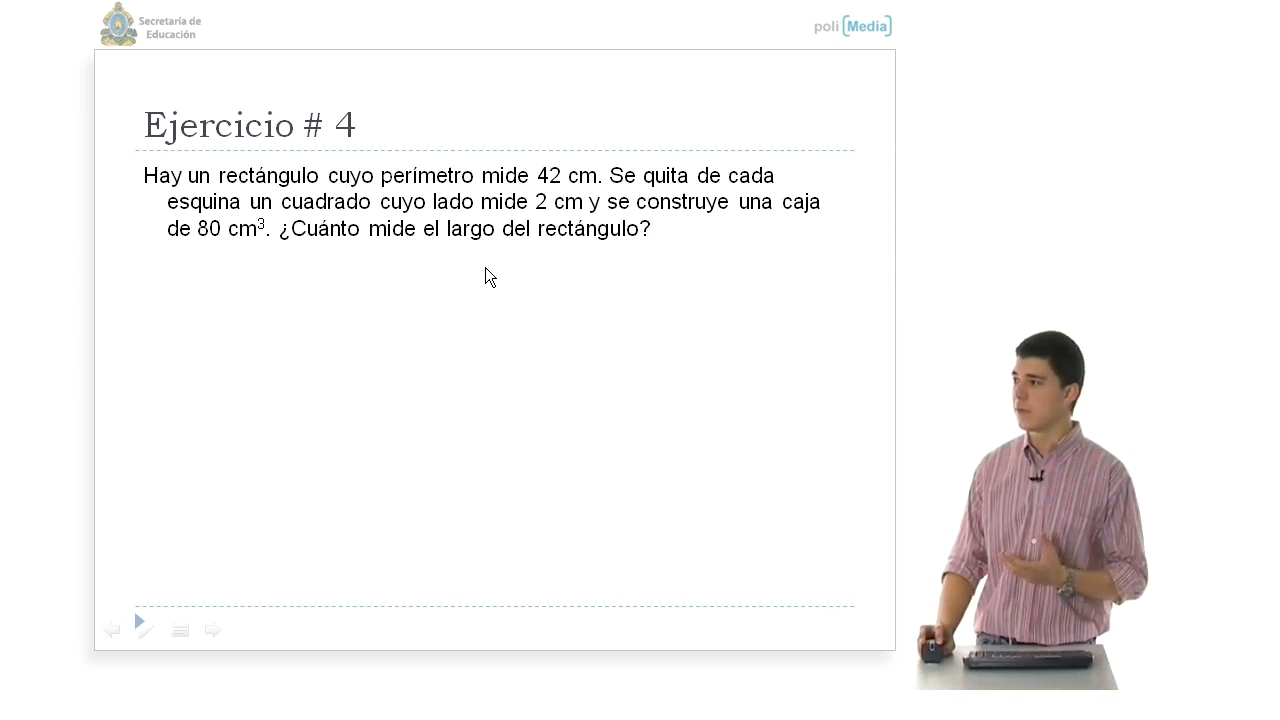 Secretaría de
Educación
poli [Media]
Ejercicio # 4
Hay un rectángulo cuyo perímetro mide 42 cm. Se quita de cada
esquina un cuadrado cuyo lado mide 2 cm y se construye una caja
de 80 cm³. ¿Cuánto mide el largo del rectángulo?